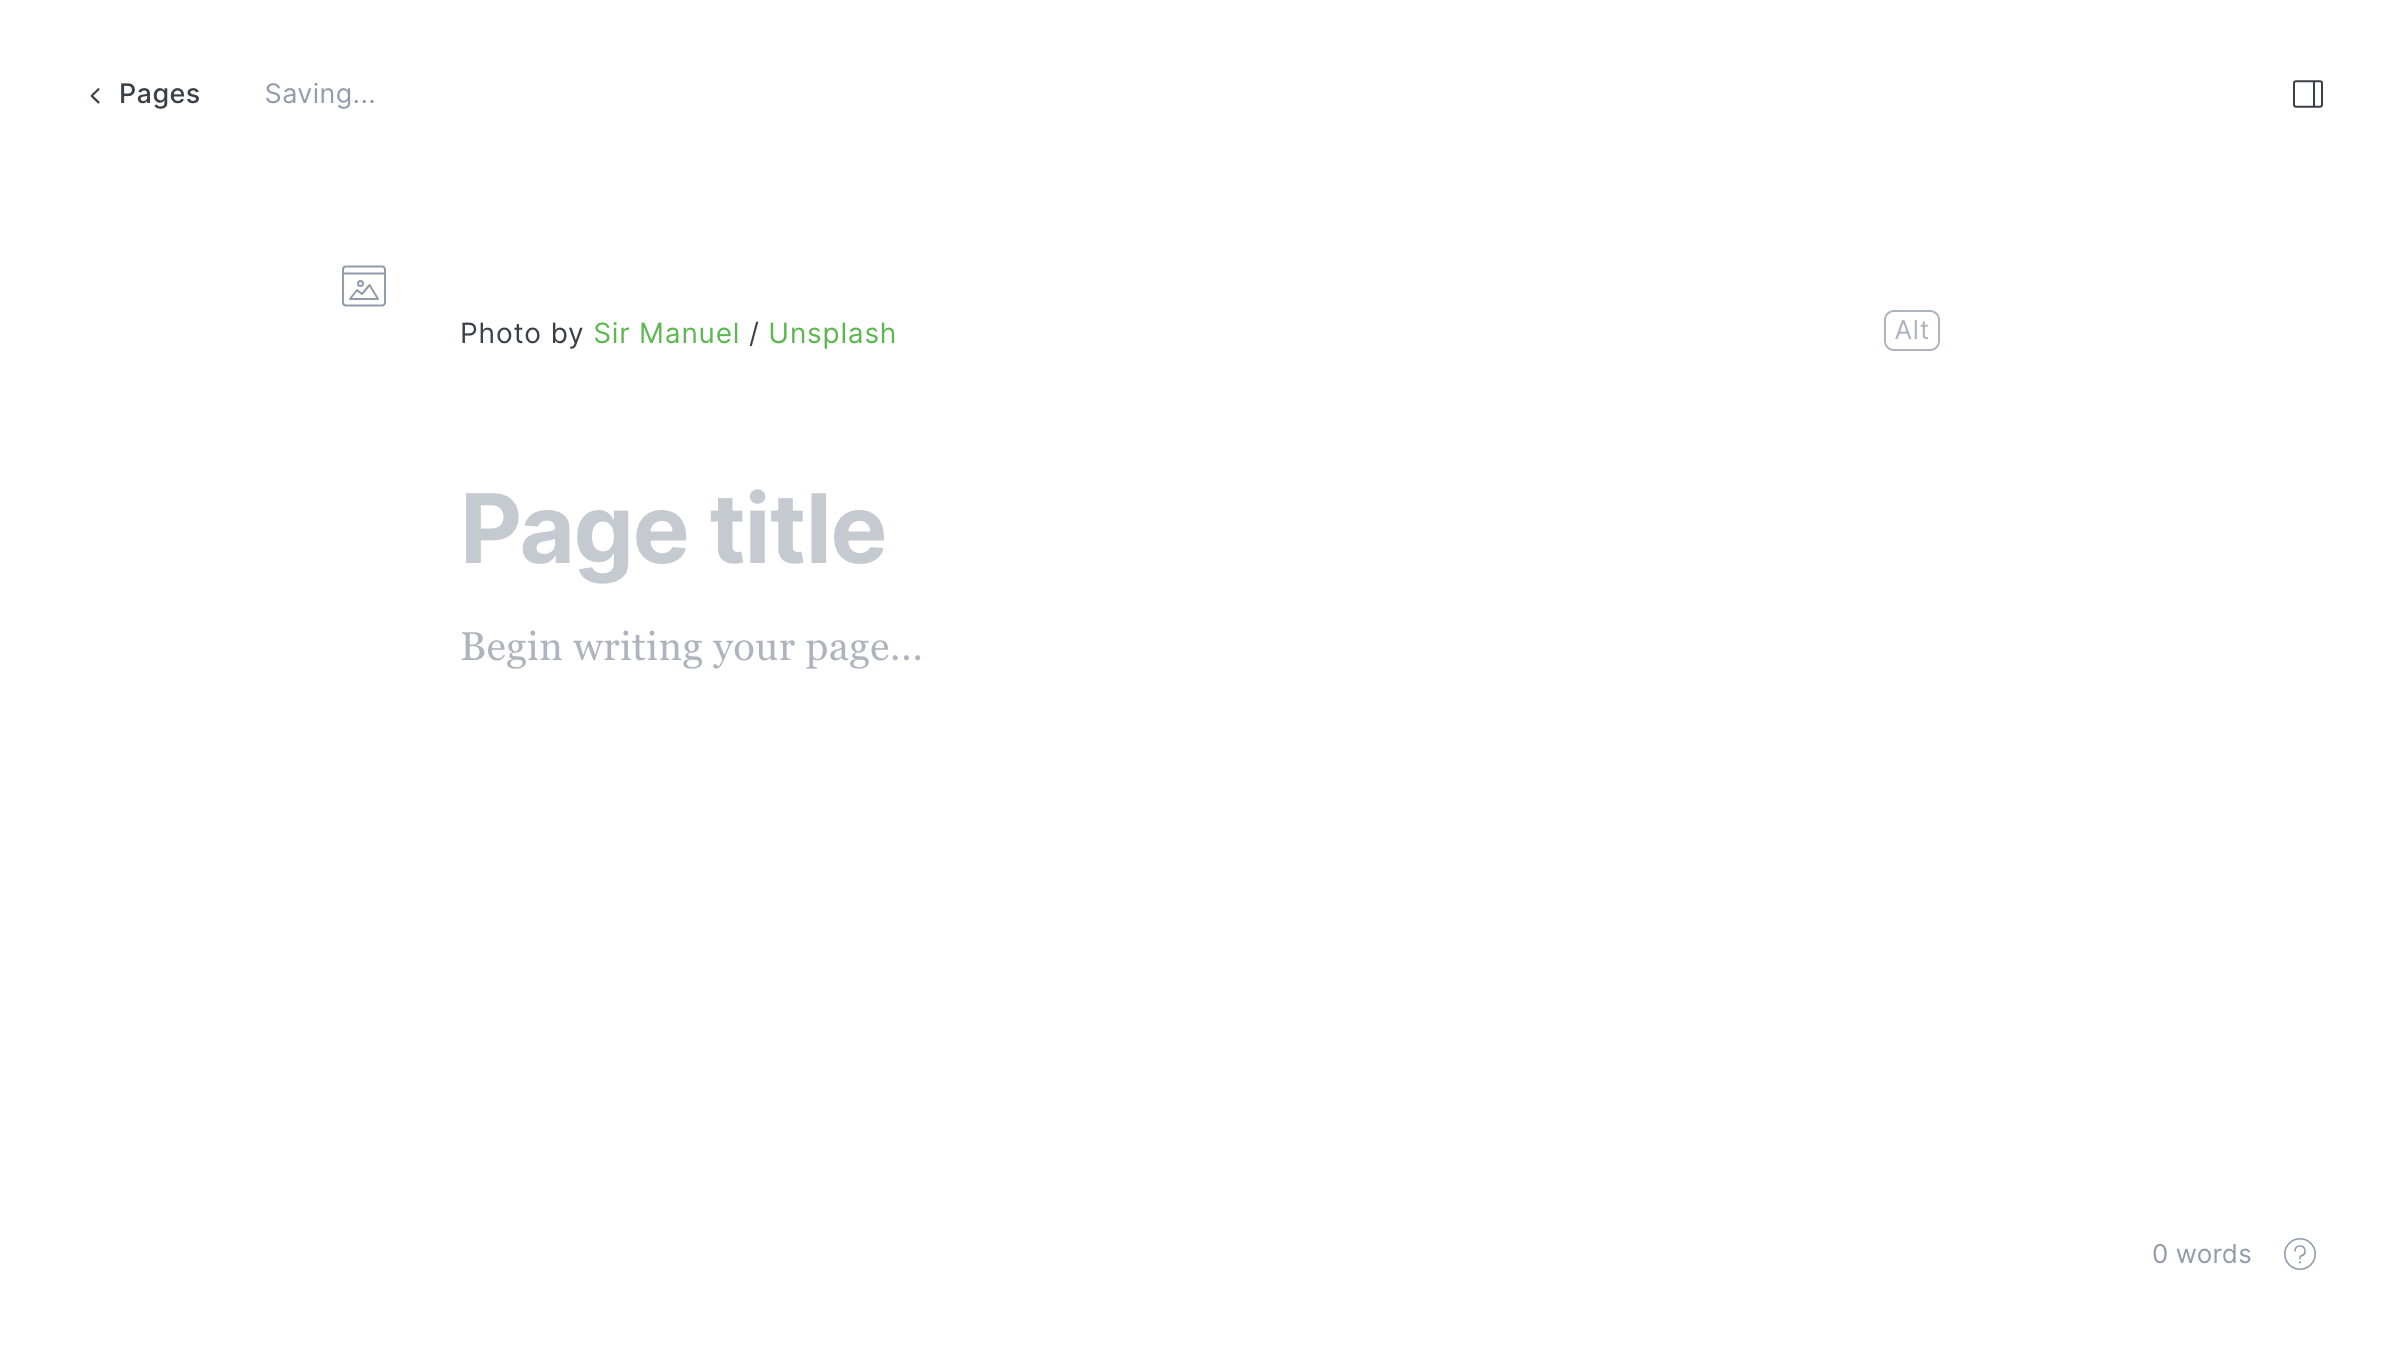 Pages
Saving...
Photo by Sir Manuel / Unsplash
Alt
Page title
Begin writing your page...
0 words
?